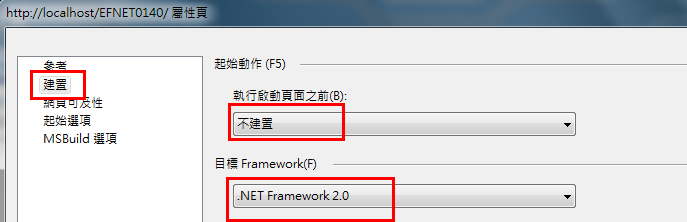 http://localhost/EFNET0140/ 屬性頁
參考
建置
網頁可及性
起始選項
MSBuild 選項
起始動作 (F5)
執行啟動頁面之前(B):
不建置
目標 Framework(F)
.NET Framework 2.0